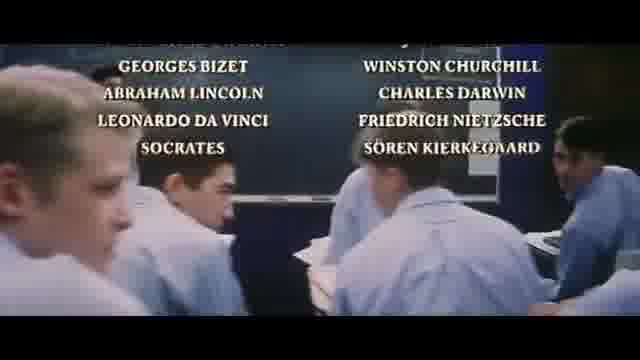 GEORGES BIZET
WINSTON CHURCHILL
ABRAHAM LINCOLN
CHARLES DARWIN
LEONARDO DA VINCI
FRIEDRICH NIETZSCHE
SOCRATES
SÖREN KIERKEGAARD